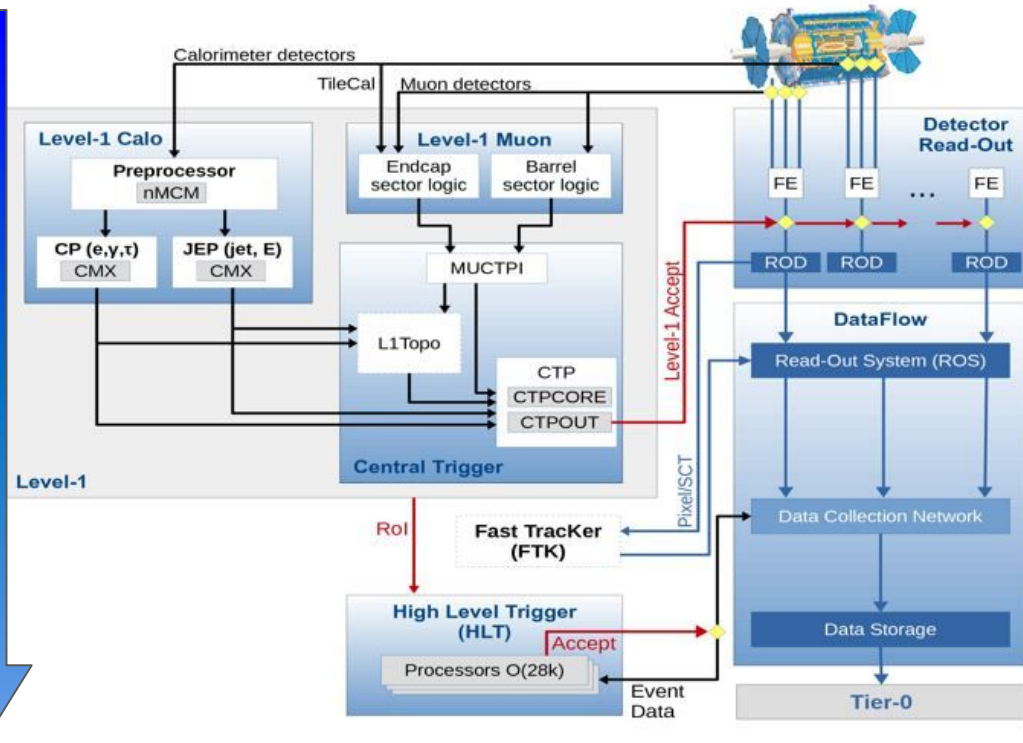 Calorimeter detectors
TileCal
Muon detectors
Level-1 Calo
Preprocessor
nMCM
CP (e,γ,τ)
CMX
JEP (jet, E)
CMX
Level-1 Muon
Endcap
sector logic
Barrel
sector logic
MUCTPI
L1Topo
CTP
CTPCORE
CTPOUT
Central Trigger
Level-1
Level-1 Accept
Detector
Read-Out
FE
FE
...
FE
ROD
ROD
ROD
DataFlow
Read-Out System (ROS)
Data Collection Network
Data Storage
Tier-0
Pixel/SCT
Fast TracKer
(FTK)
RoI
High Level Trigger
(HLT)
Accept
Processors O(28k)
Event
Data